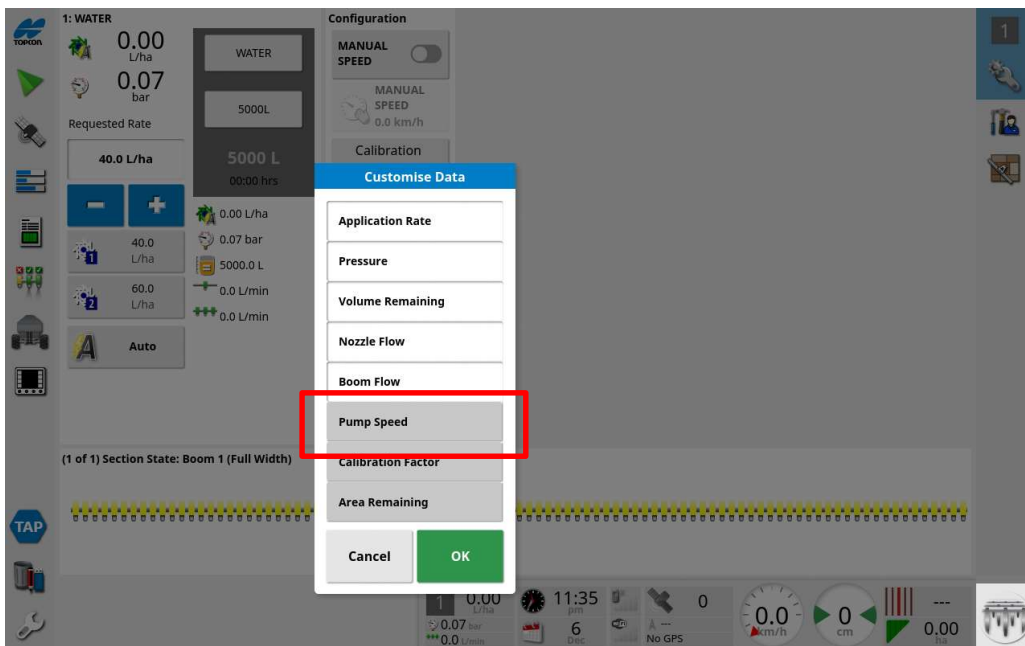 TOPCON
1: WATER
0.00
L/ha
0.07
bar
Requested Rate
40.0 L/ha
40.0
L/ha
1
60.0
L/ha
2
Auto
WATER
5000L
5000 L
00:00 hrs
0.00 L/ha
0.07 bar
5000.0 L
0.0 L/min
0.0 L/min
Configuration
MANUAL
SPEED
MANUAL
SPEED
0.0 km/h
Calibration
Customise Data
Application Rate
Pressure
Volume Remaining
Nozzle Flow
Boom Flow
Pump Speed
Calibration Factor
Area Remaining
Cancel
OK
(1 of 1) Section State: Boom 1 (Full Width)
TAP
1
0.00
L/ha
0.07 bar
0.0 L/min
11:35
pm
6
Dec
0
No GPS
0.0
km/h
0
cm
---
0.00
ha
1